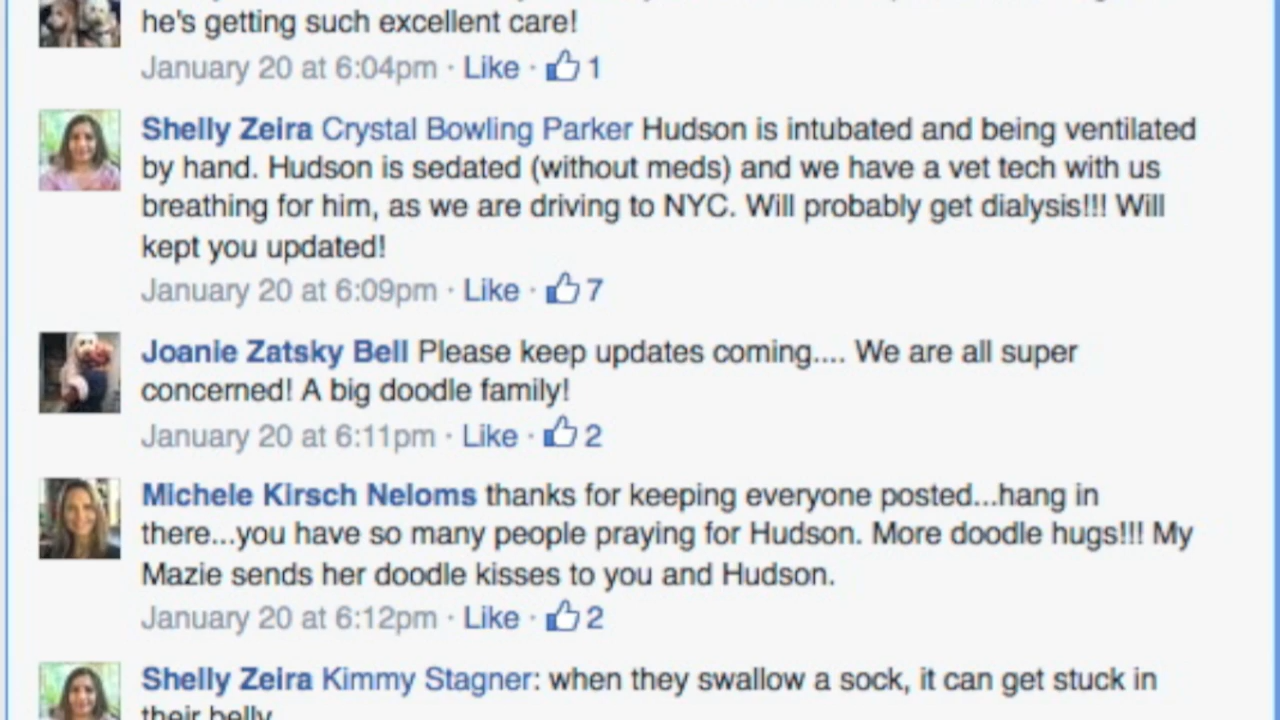 he's getting such excellent care!
January 20 at 6:04pm · Like · 1
Shelly Zeira Crystal Bowling Parker Hudson is intubated and being ventilated
by hand. Hudson is sedated (without meds) and we have a vet tech with us
breathing for him, as we are driving to NYC. Will probably get dialysis!!! Will
kept you updated!
January 20 at 6:09pm · Like · 7
Joanie Zatsky Bell Please keep updates coming.... We are all super
concerned! A big doodle family!
January 20 at 6:11pm · Like · 2
Michele Kirsch Neloms thanks for keeping everyone posted...hang in
there...you have so many people praying for Hudson. More doodle hugs!!! My
Mazie sends her doodle kisses to you and Hudson.
January 20 at 6:12pm · Like · 2
Shelly Zeira Kimmy Stagner: when they swallow a sock, it can get stuck in
their belly